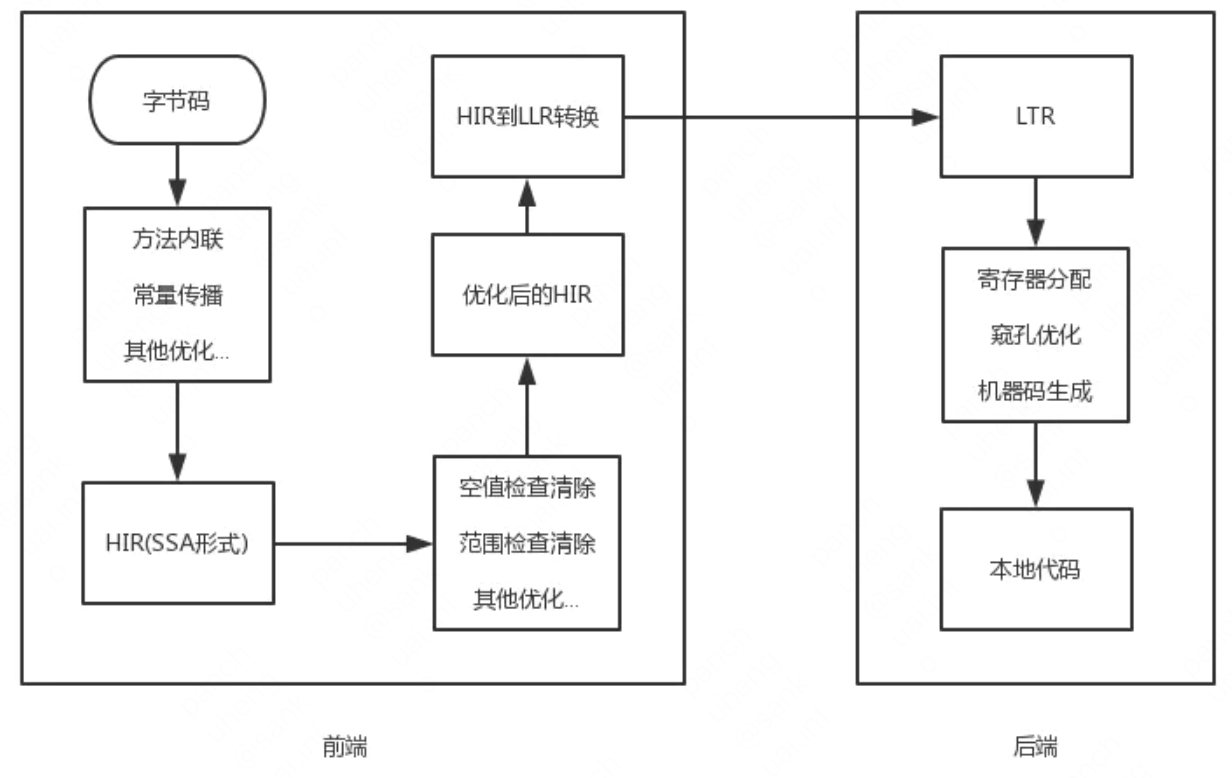 字节码
方法内联
常量传播
其他优化...
HIR(SSA形式)
空值检查清除
范围检查清除
其他优化...
优化后的HIR
HIR到LLR转换
LTR
寄存器分配
窥孔优化
机器码生成
本地代码
前端
后端